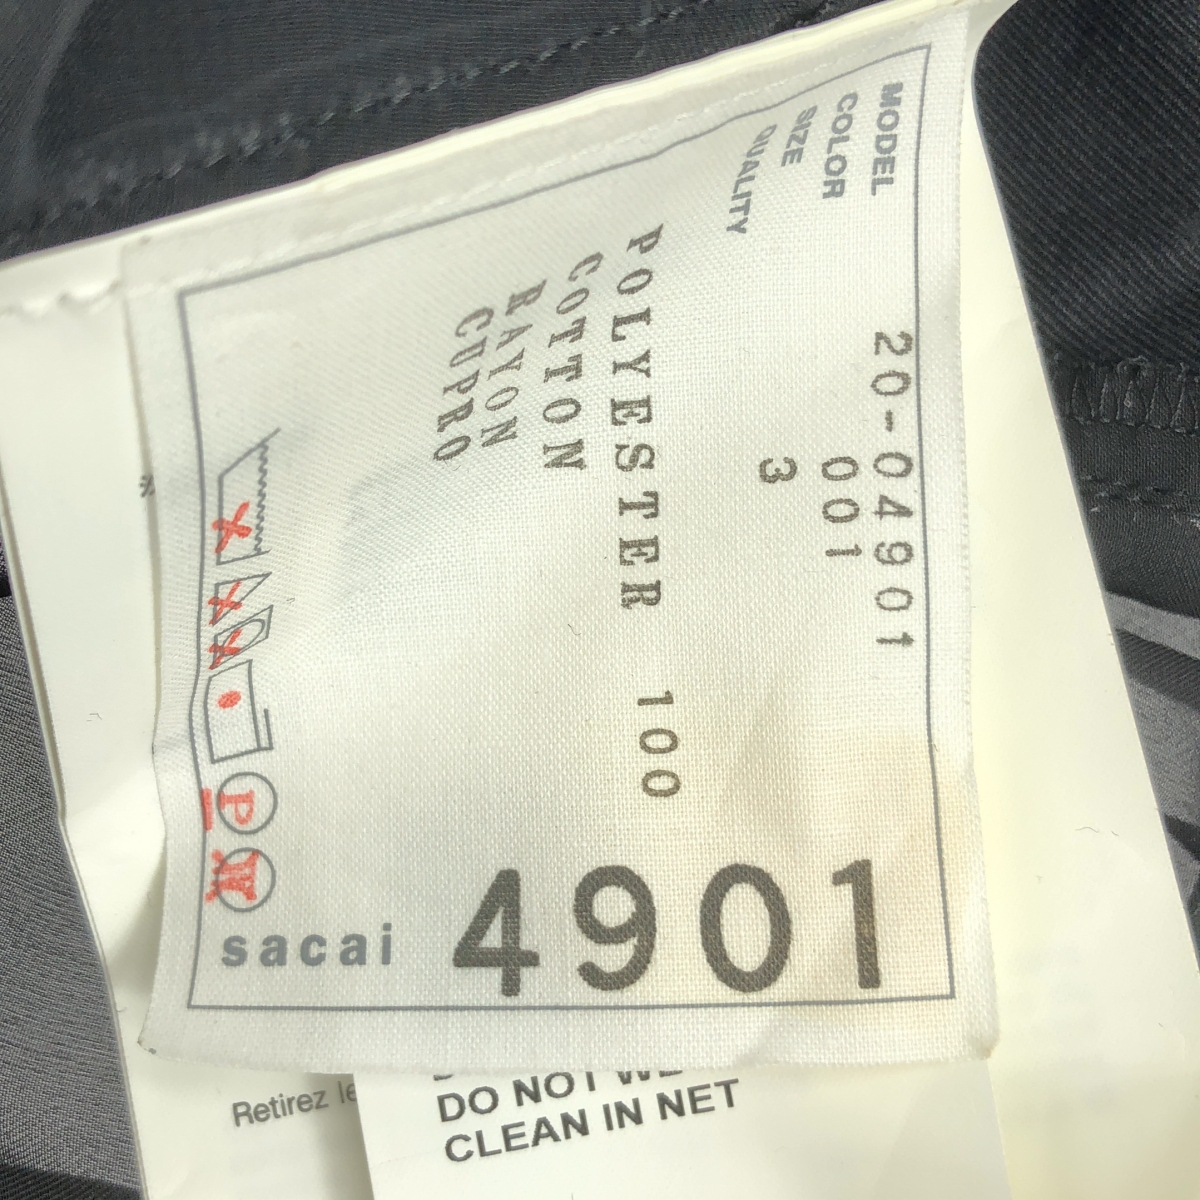 MODEL 20-04901
COLOR 001
SIZE 3
QUALITY
POLYESTER 100
COTTON
RAYON
CUPRO
P
W
sacai
4901
Retirez le
DO NOT WE
CLEAN IN NET